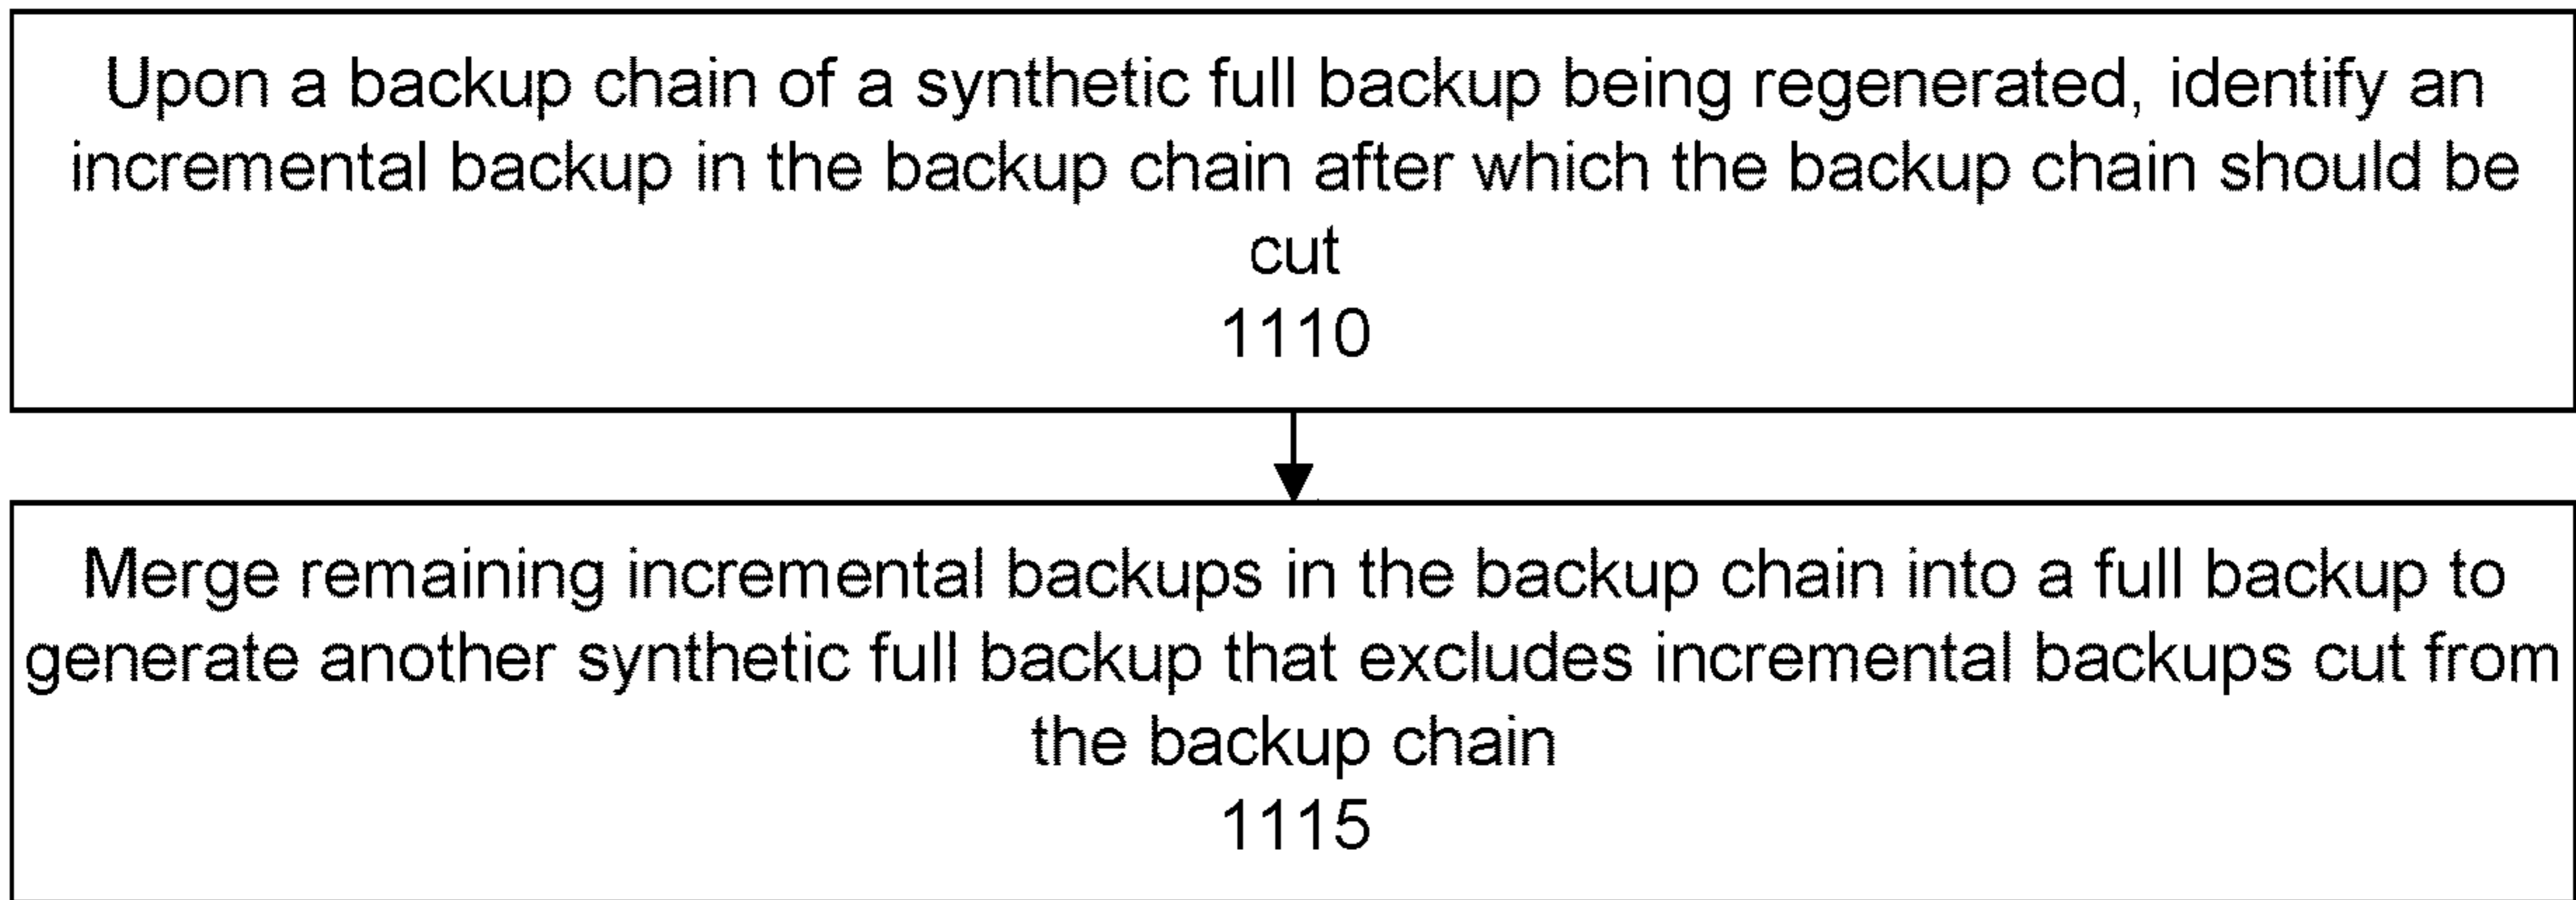 Upon a backup chain of a synthetic full backup being regenerated, identify an
incremental backup in the backup chain after which the backup chain should be
cut
1110
Merge remaining incremental backups in the backup chain into a full backup to
generate another synthetic full backup that excludes incremental backups cut from
the backup chain
1115